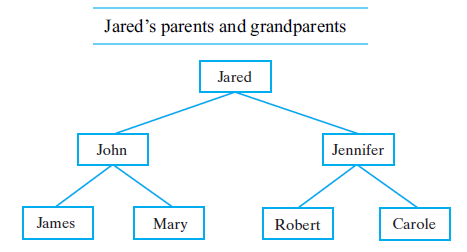 Jared's parents and grandparents
Jared
John
Jennifer
James
Mary
Robert
Carole